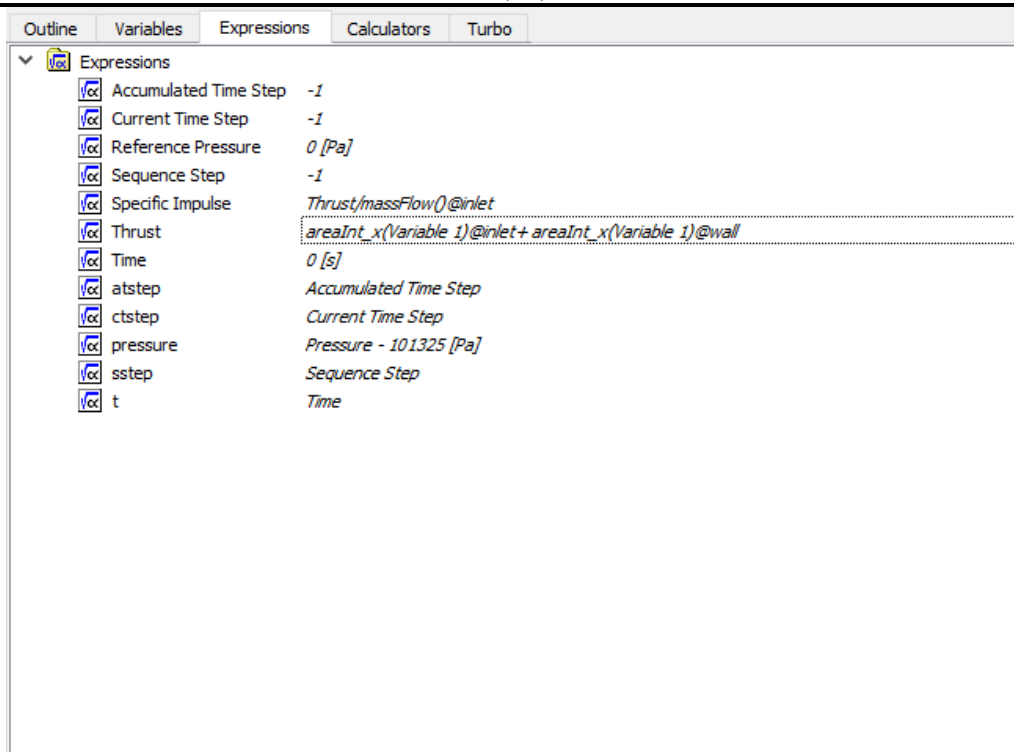 Outline Variables Expressions Calculators Turbo
Expressions
Accumulated Time Step -1
Current Time Step -1
Reference Pressure 0 [Pa]
Sequence Step -1
Specific Impulse Thrust/massFlow()@inlet
Thrust areaInt_x(Variable 1)@inlet+ areaInt_x(Variable 1)@wall
Time 0 [s]
atstep Accumulated Time Step
ctstep Current Time Step
pressure Pressure - 101325 [Pa]
sstep Sequence Step
t Time